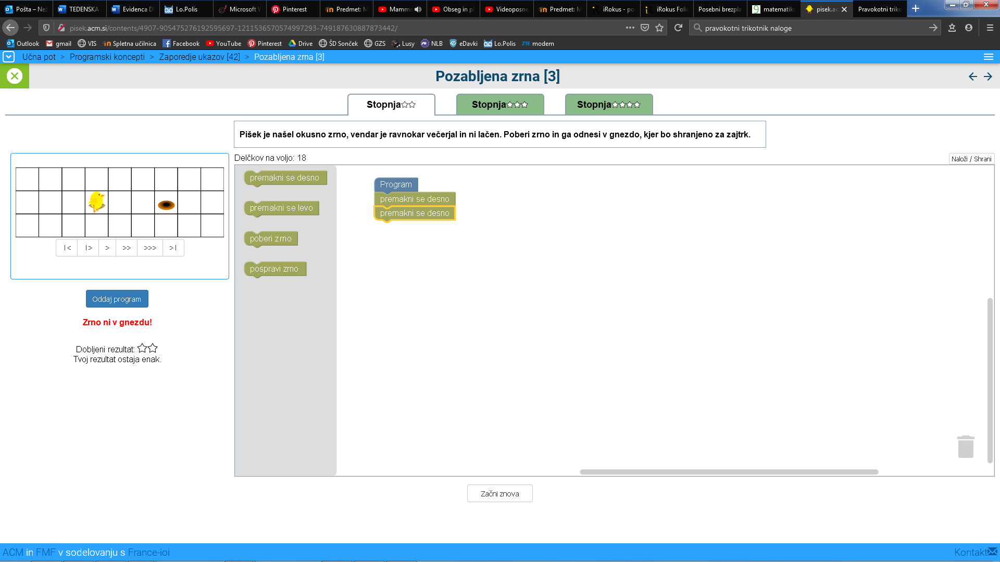 Pošta – Než
TEDENSKA
Evidenca D
Lo.Polis
Microsoft W
Pinterest
Predmet: M
Mamma
Obseg in pl
Videoposne
Predmet: M
iRokus - po
iRokus Foli
Posebni brezpla
matematik
pisek.ac
Pravokotni triko
pisek.acm.si/contents/4907-905475276192595697-1211536570574997293-749187630887873442/
pravokotni trikotnik naloge
Outlook
gmail
VIS
Spletna učilnica
Facebook
YouTube
Pinterest
Drive
ŠD Sonček
GZS
Lusy
NLB
eDavki
Lo.Polis
ZTE modem
Učna pot > Programski koncepti > Zaporedje ukazov [42] > Pozabljena zrna [3]
Pozabljena zrna [3]
Stopnja
Stopnja
Stopnja
Pišek je našel okusno zrno, vendar je ravnokar večerjal in ni lačen. Poberi zrno in ga odnesi v gnezdo, kjer bo shranjeno za zajtrk.
Delčkov na voljo: 18
Naloži / Shrani
premakni se desno
premakni se levo
poberi zrno
pospravi zrno
Program
premakni se desno
premakni se desno
|< |> > >> >>> >|
Oddaj program
Zrno ni v gnezdu!
Dobljeni rezultat:
Tvoj rezultat ostaja enak.
Začni znova
ACM in FMF v sodelovanju s France-ioi
Kontakt